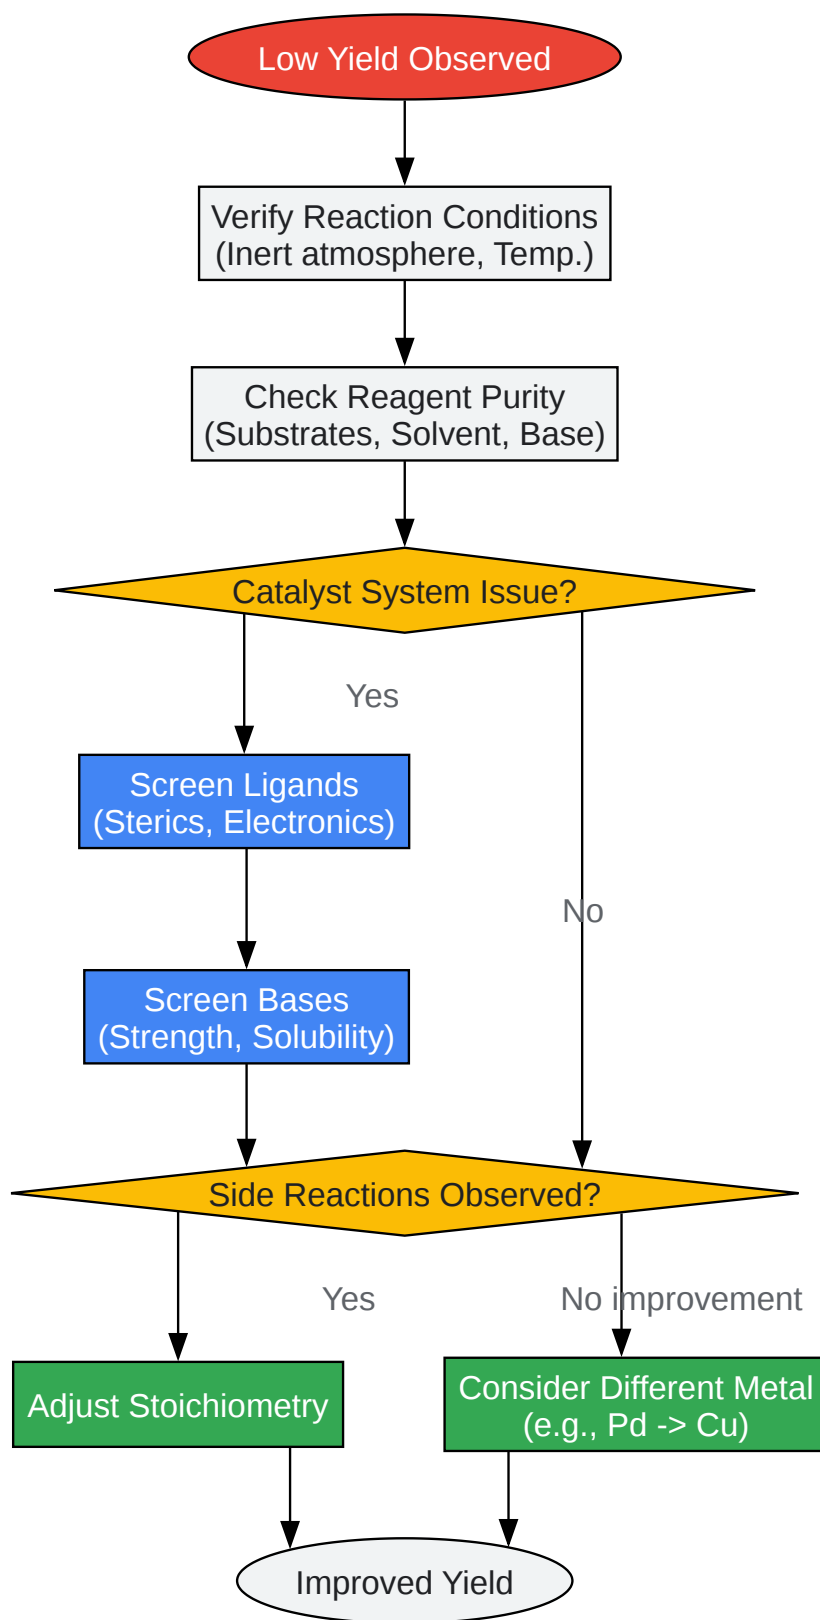 Low Yield Observed
Verify Reaction Conditions
(Inert atmosphere, Temp.)
Check Reagent Purity
(Substrates, Solvent, Base)
Catalyst System Issue?
Yes
Screen Ligands
(Sterics, Electronics)
No
Screen Bases
(Strength, Solubility)
Side Reactions Observed?
Yes
No improvement
Adjust Stoichiometry
Consider Different Metal
(e.g., Pd -> Cu)
Improved Yield